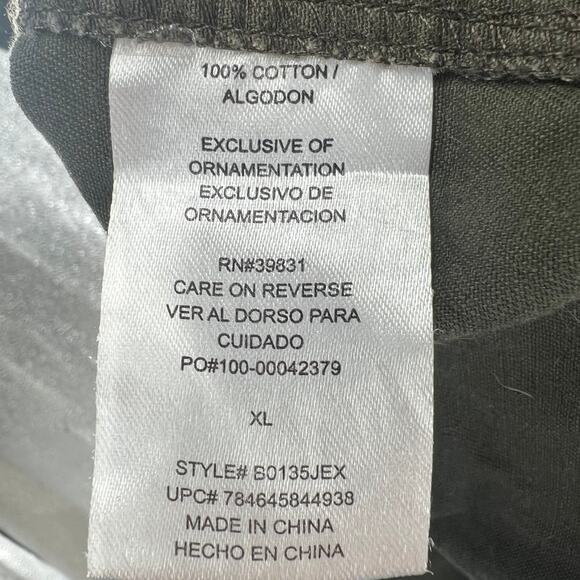 100% COTTON /
ALGODON
EXCLUSIVE OF
ORNAMENTATION
EXCLUSIVO DE
ORNAMENTACION
RN#39831
CARE ON REVERSE
VER AL DORSO PARA
CUIDADO
PO#100-00042379
XL
STYLE# B0135JEX
UPC# 784645844938
MADE IN CHINA
HECHO EN CHINA